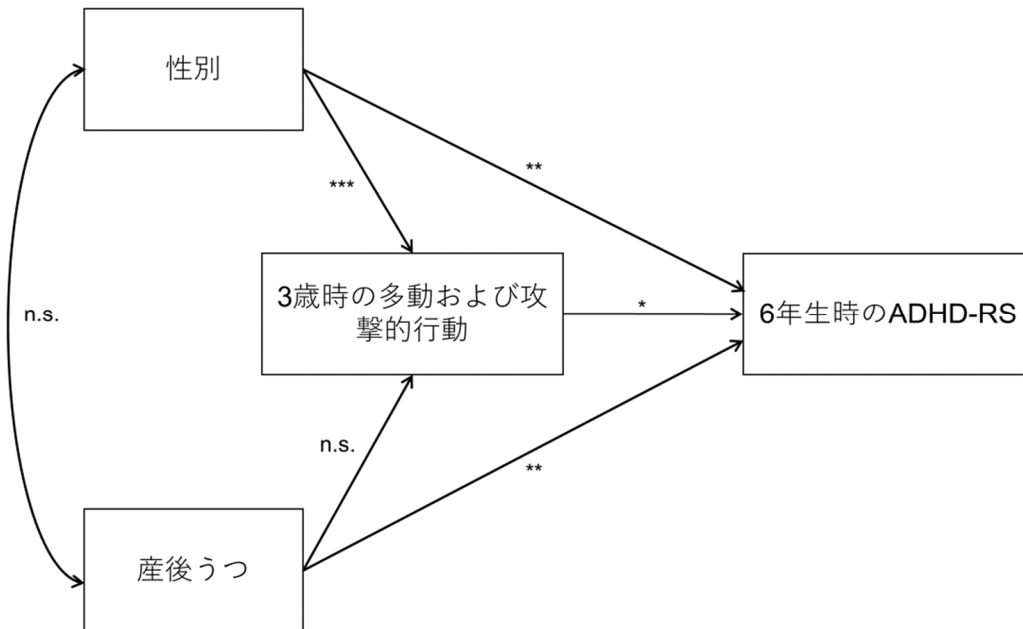 性別
**
***
n.s.
3歳時の多動および攻
撃的行動
*
6年生時のADHD-RS
n.s.
**
産後うつ